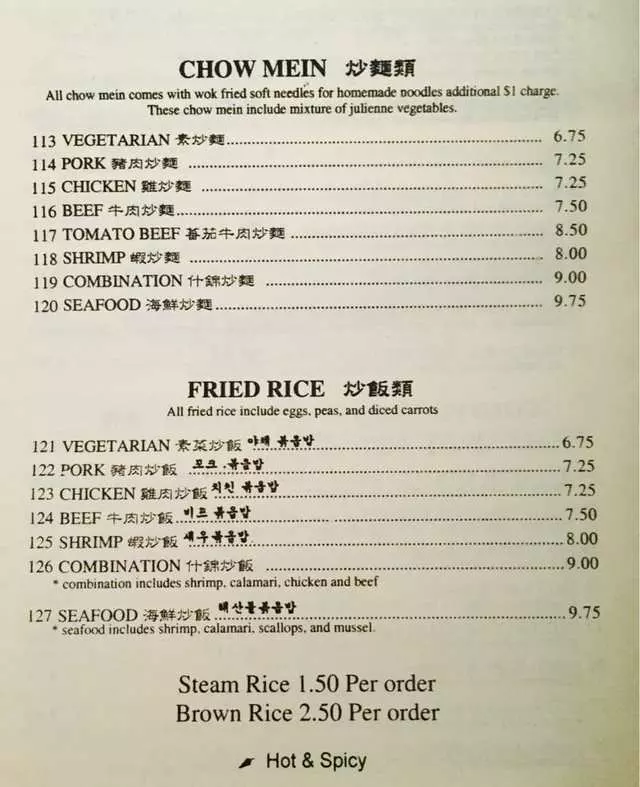 CHOW MEIN 炒麵類
All chow mein comes with wok fried soft needles for homemade noodles additional $1 charge.
These chow mein include mixture of julienne vegetables.
113 VEGETARIAN 素炒麵 6.75
114 PORK 豬肉炒麵 7.25
115 CHICKEN 雞炒麵 7.25
116 BEEF 牛肉炒麵 7.50
117 TOMATO BEEF 番茄牛肉炒麵 8.50
118 SHRIMP 蝦炒麵 8.00
119 COMBINATION 什錦炒麵 9.00
120 SEAFOOD 海鮮炒麵 9.75
FRIED RICE 炒飯類
All fried rice include eggs, peas, and diced carrots
121 VEGETARIAN 素菜炒飯 야채 볶음밥 6.75
122 PORK 豬肉炒飯 포크 볶음밥 7.25
123 CHICKEN 雞肉炒飯 치킨 볶음밥 7.25
124 BEEF 牛肉炒飯 비프 볶음밥 7.50
125 SHRIMP 蝦炒飯 새우볶음밥 8.00
126 COMBINATION 什錦炒飯 9.00
* combination includes shrimp, calamari, chicken and beef
127 SEAFOOD 海鮮炒飯 해산물볶음밥 9.75
* seafood includes shrimp, calamari, scallops, and mussel.
Steam Rice 1.50 Per order
Brown Rice 2.50 Per order
Hot & Spicy